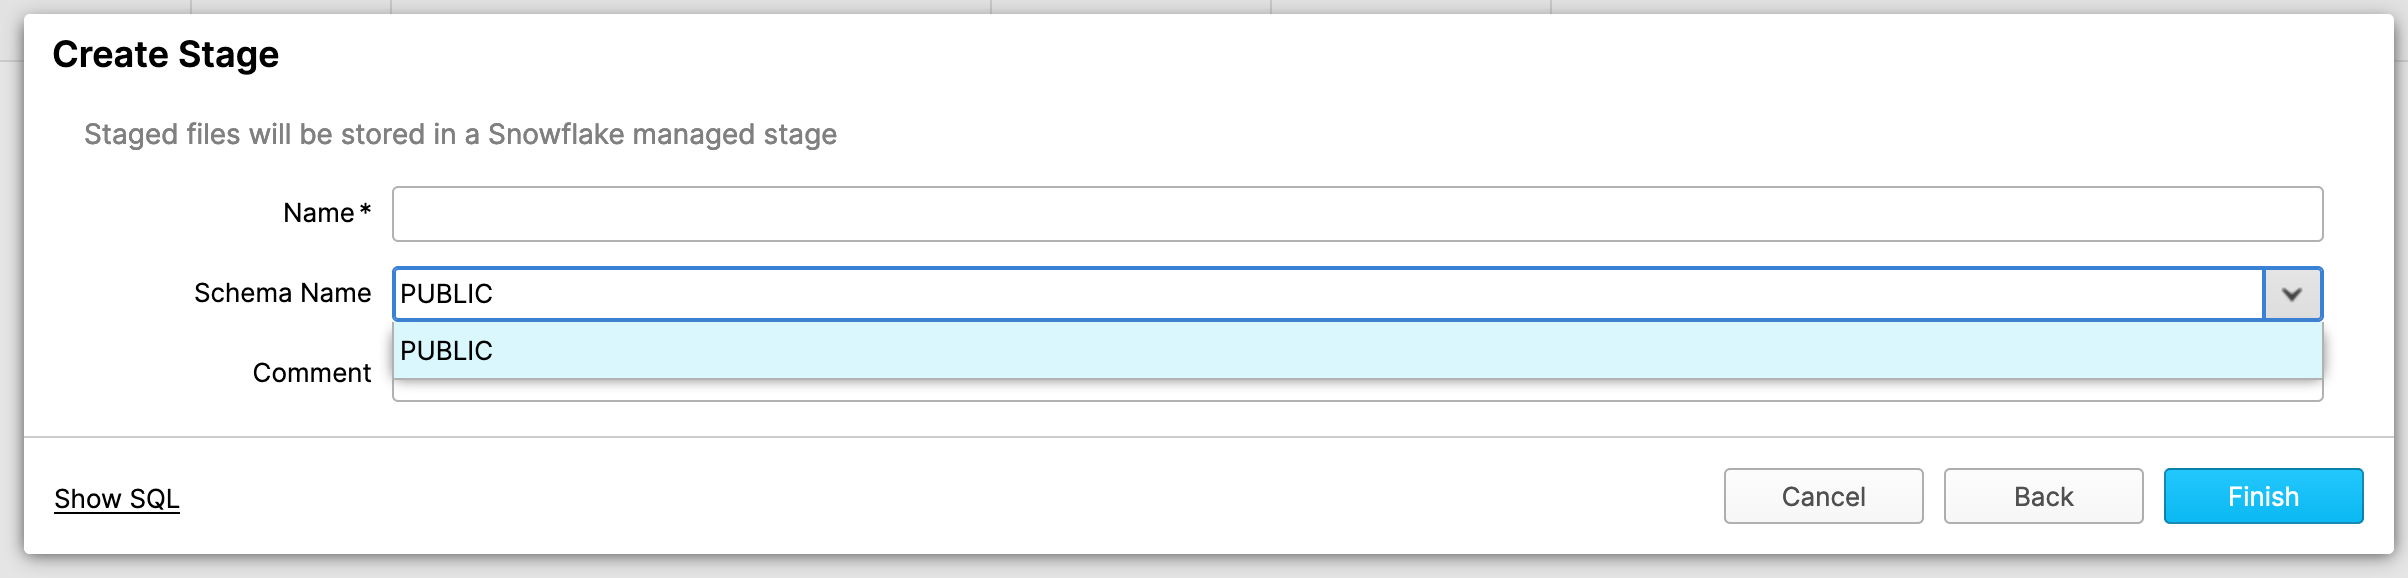 Create Stage
Staged files will be stored in a Snowflake managed stage
Name*
Schema Name PUBLIC
PUBLIC
Comment
Show SQL Cancel Back Finish